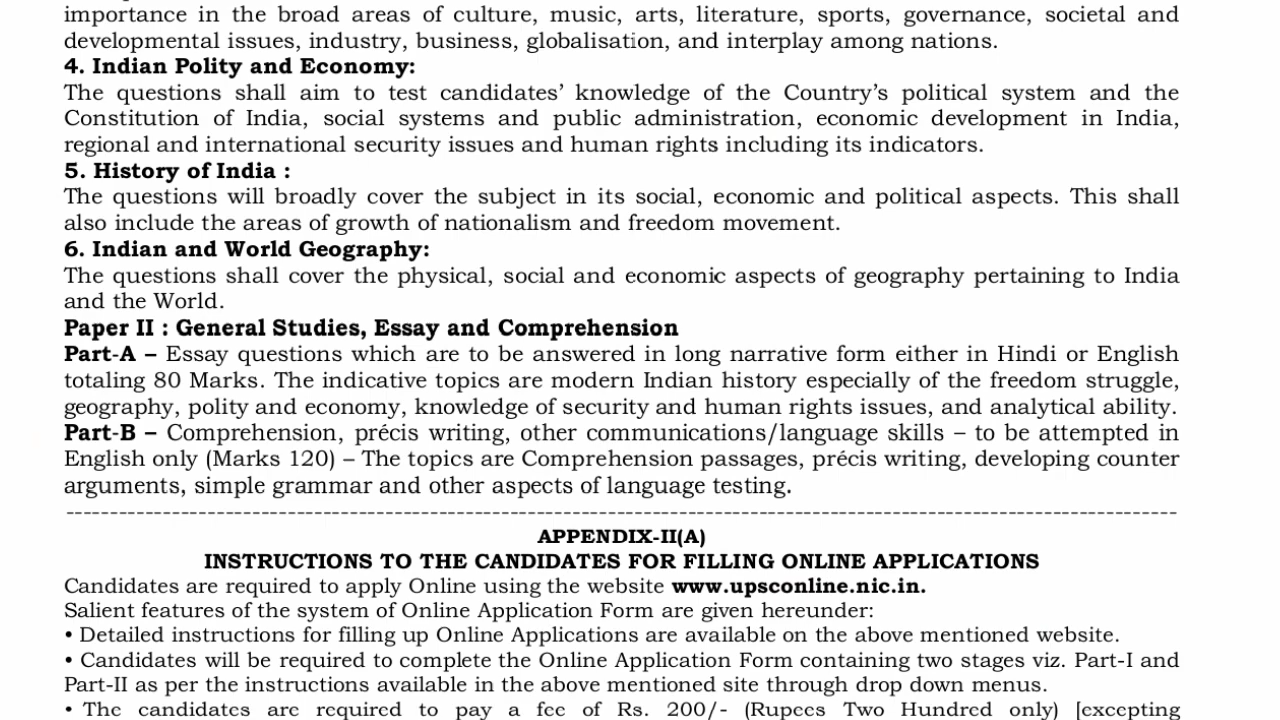 importance in the broad areas of culture, music, arts, literature, sports, governance, societal and
developmental issues, industry, business, globalisation, and interplay among nations.
4. Indian Polity and Economy:
The questions shall aim to test candidates’ knowledge of the Country’s political system and the
Constitution of India, social systems and public administration, economic development in India,
regional and international security issues and human rights including its indicators.
5. History of India :
The questions will broadly cover the subject in its social, economic and political aspects. This shall
also include the areas of growth of nationalism and freedom movement.
6. Indian and World Geography:
The questions shall cover the physical, social and economic aspects of geography pertaining to India
and the World.
Paper II : General Studies, Essay and Comprehension
Part-A – Essay questions which are to be answered in long narrative form either in Hindi or English
totaling 80 Marks. The indicative topics are modern Indian history especially of the freedom struggle,
geography, polity and economy, knowledge of security and human rights issues, and analytical ability.
Part-B – Comprehension, précis writing, other communications/language skills – to be attempted in
English only (Marks 120) – The topics are Comprehension passages, précis writing, developing counter
arguments, simple grammar and other aspects of language testing.
APPENDIX-II(A)
INSTRUCTIONS TO THE CANDIDATES FOR FILLING ONLINE APPLICATIONS
Candidates are required to apply Online using the website www.upsconline.nic.in.
Salient features of the system of Online Application Form are given hereunder:
• Detailed instructions for filling up Online Applications are available on the above mentioned website.
• Candidates will be required to complete the Online Application Form containing two stages viz. Part-I and
Part-II as per the instructions available in the above mentioned site through drop down menus.
• The candidates are required to pay a fee of Rs. 200/- (Rupees Two Hundred only) [excepting